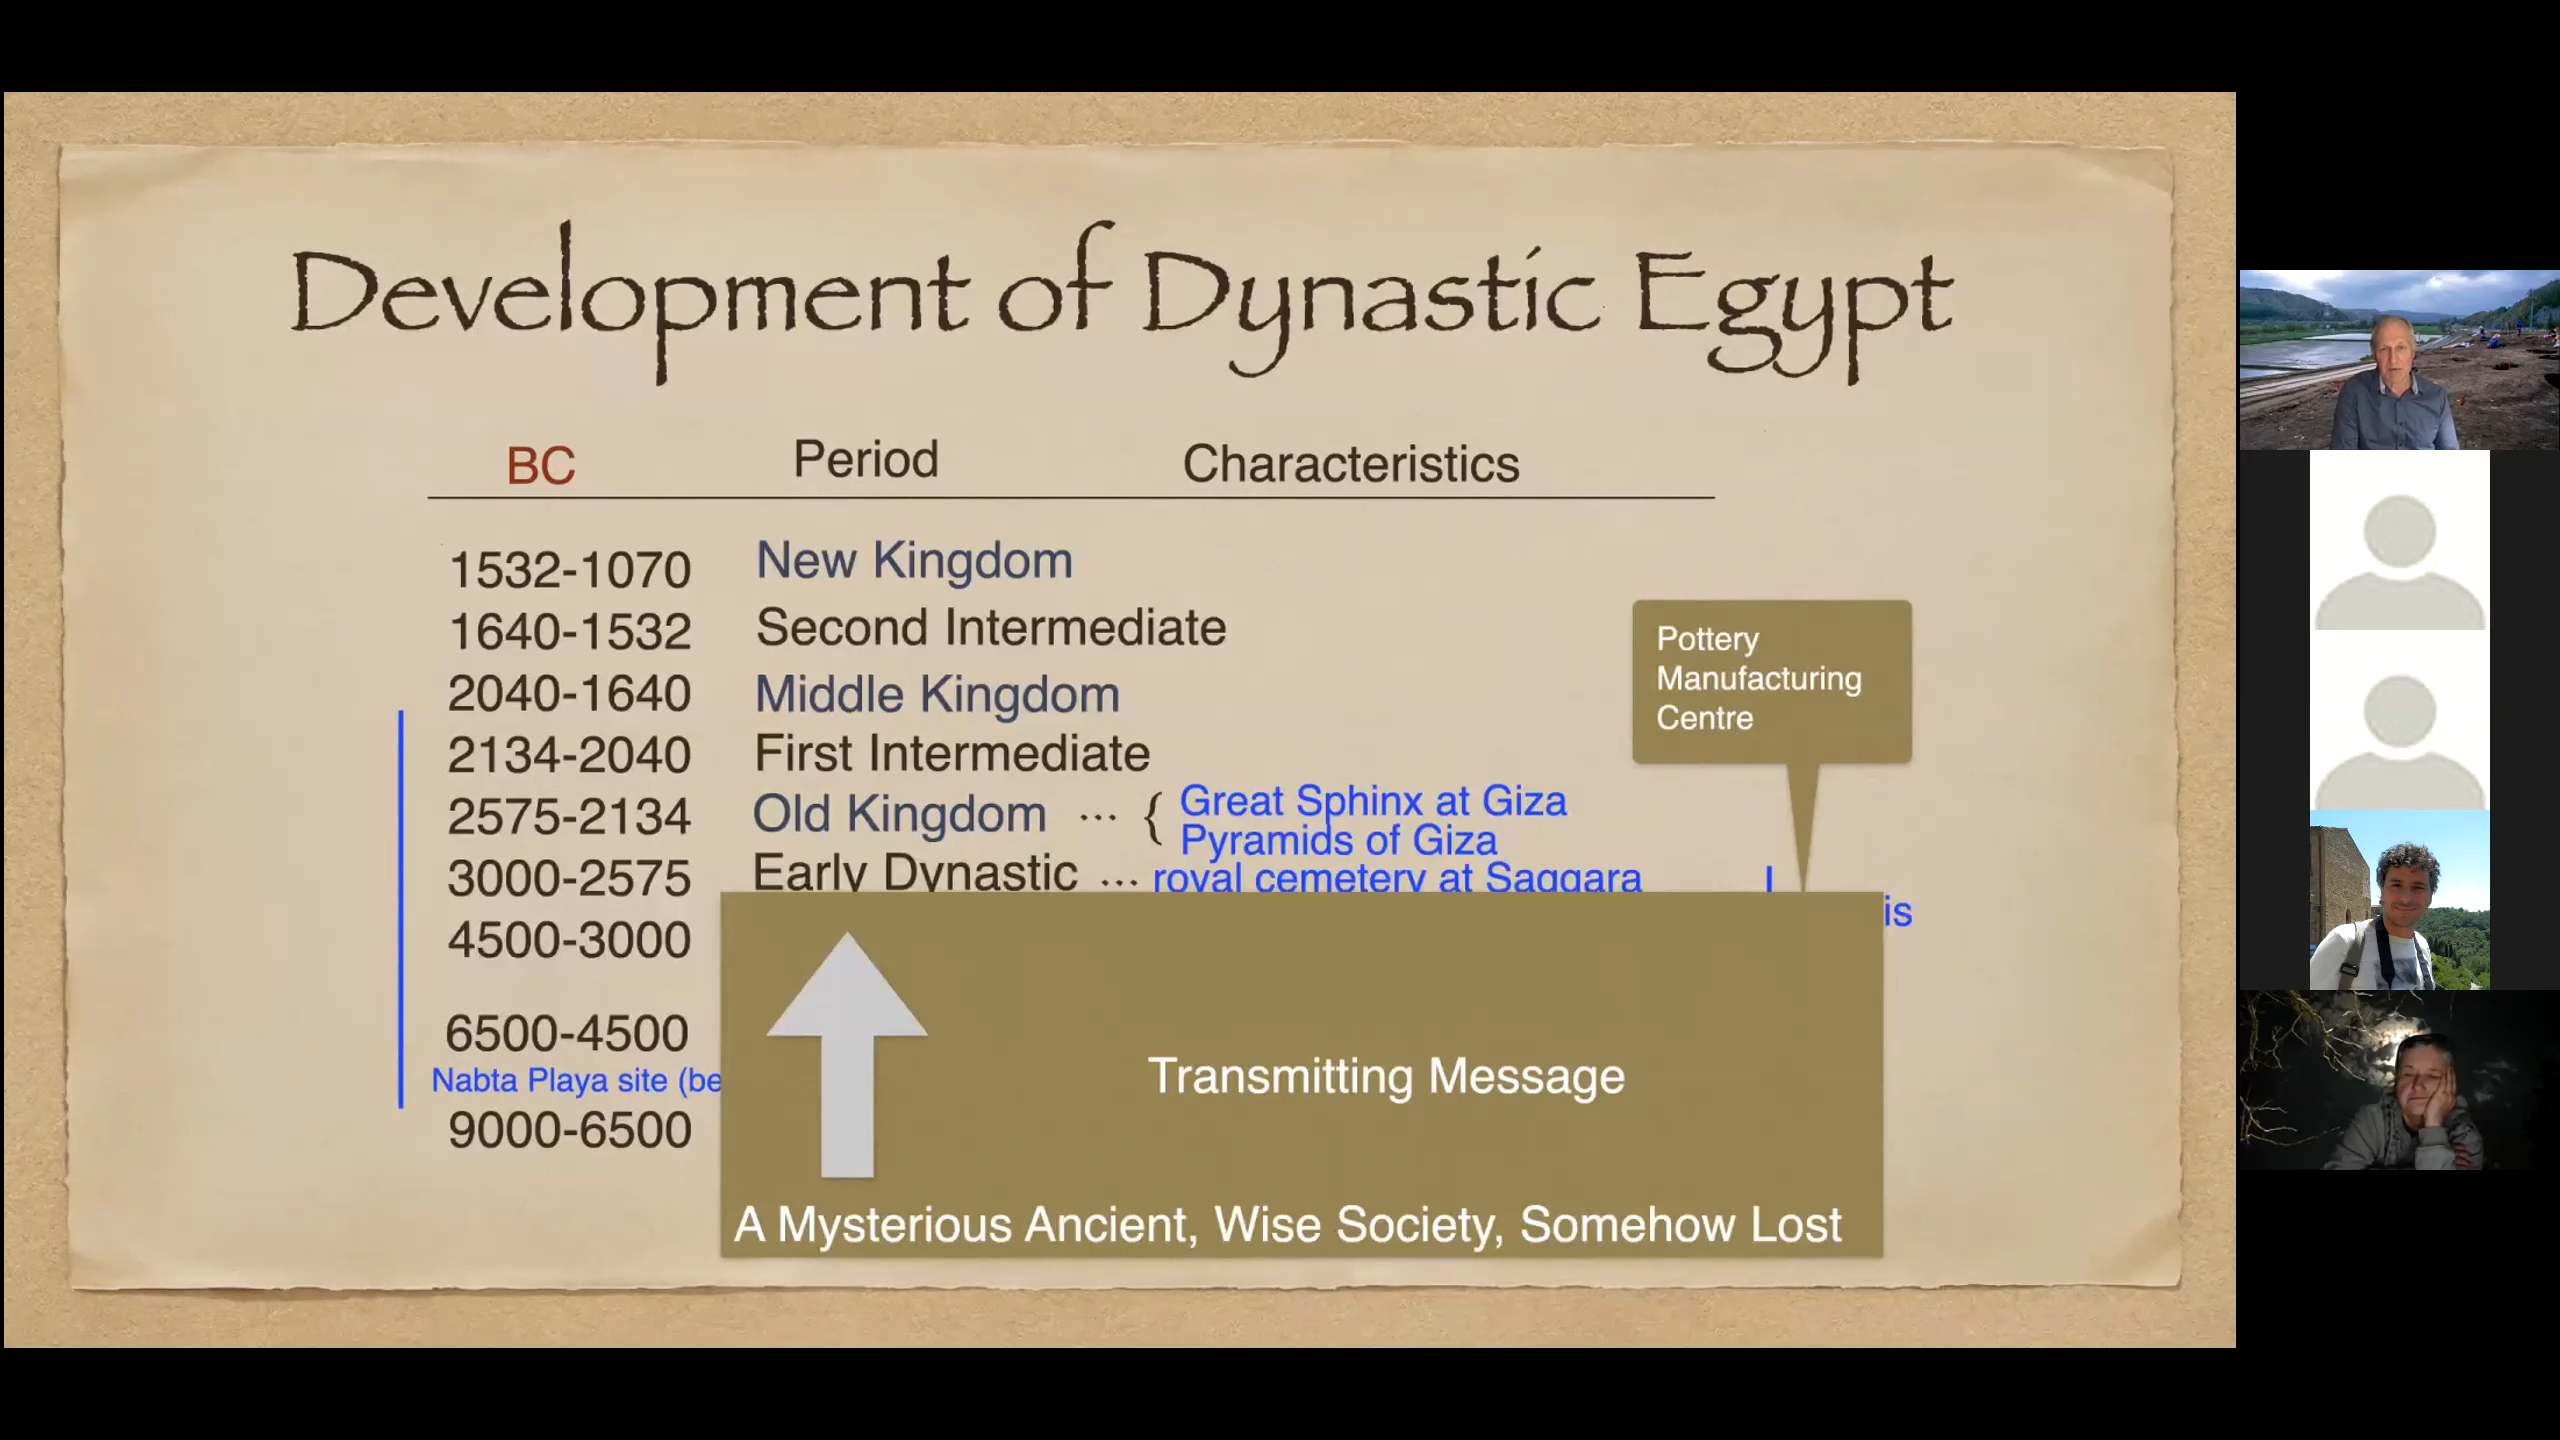 Development of Dynastic Egypt
BC Period Characteristics
1532-1070 New Kingdom
1640-1532 Second Intermediate
2040-1640 Middle Kingdom
2134-2040 First Intermediate
2575-2134 Old Kingdom ... { Great Sphinx at Giza
Pyramids of Giza
3000-2575 Early Dynastic ... royal cemetery at Saqqara
is
4500-3000
6500-4500
Nabta Playa site (be
9000-6500
Pottery
Manufacturing
Centre
Transmitting Message
A Mysterious Ancient, Wise Society, Somehow Lost